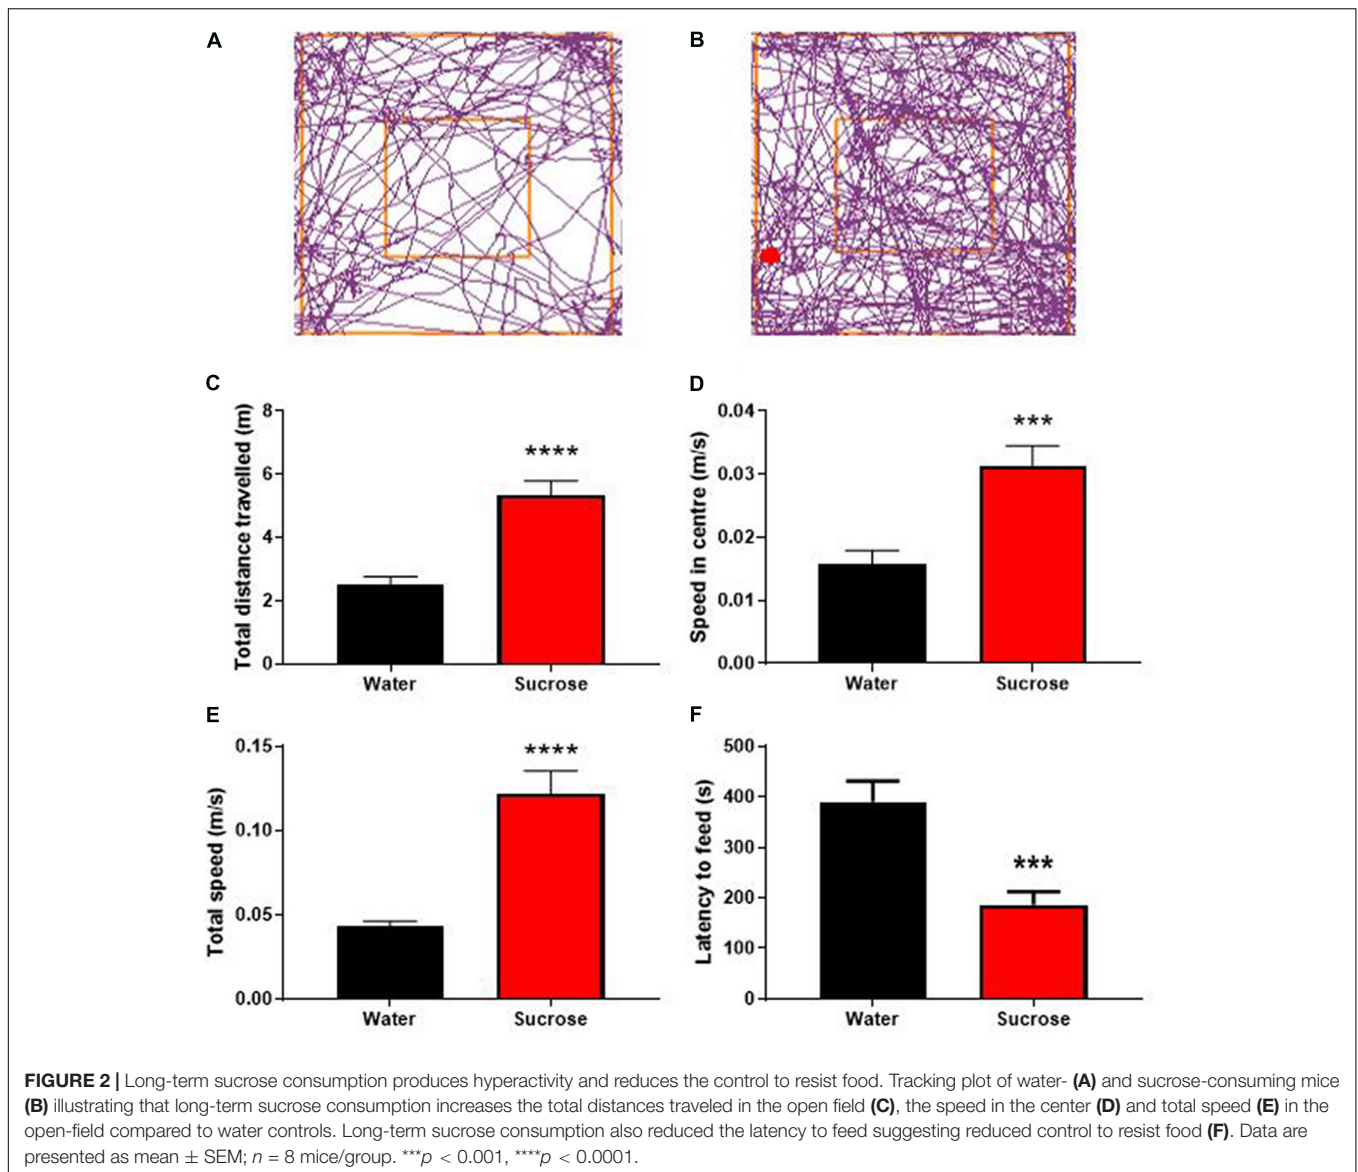 A
B
C
Total distance travelled (m)
8
6
4
2
0
****
Water
Sucrose
D
Speed in centre (m/s)
0.04
0.03
0.02
0.01
0.00
***
Water
Sucrose
E
Total speed (m/s)
0.15
0.10
0.05
0.00
****
Water
Sucrose
F
Latency to feed (s)
500
400
300
200
100
0
***
Water
Sucrose
FIGURE 2 | Long-term sucrose consumption produces hyperactivity and reduces the control to resist food. Tracking plot of water- (A) and sucrose-consuming mice
(B) illustrating that long-term sucrose consumption increases the total distances traveled in the open field (C), the speed in the center (D) and total speed (E) in the
open-field compared to water controls. Long-term sucrose consumption also reduced the latency to feed suggesting reduced control to resist food (F). Data are
presented as mean ± SEM; n = 8 mice/group. ***p < 0.001, ****p < 0.0001.